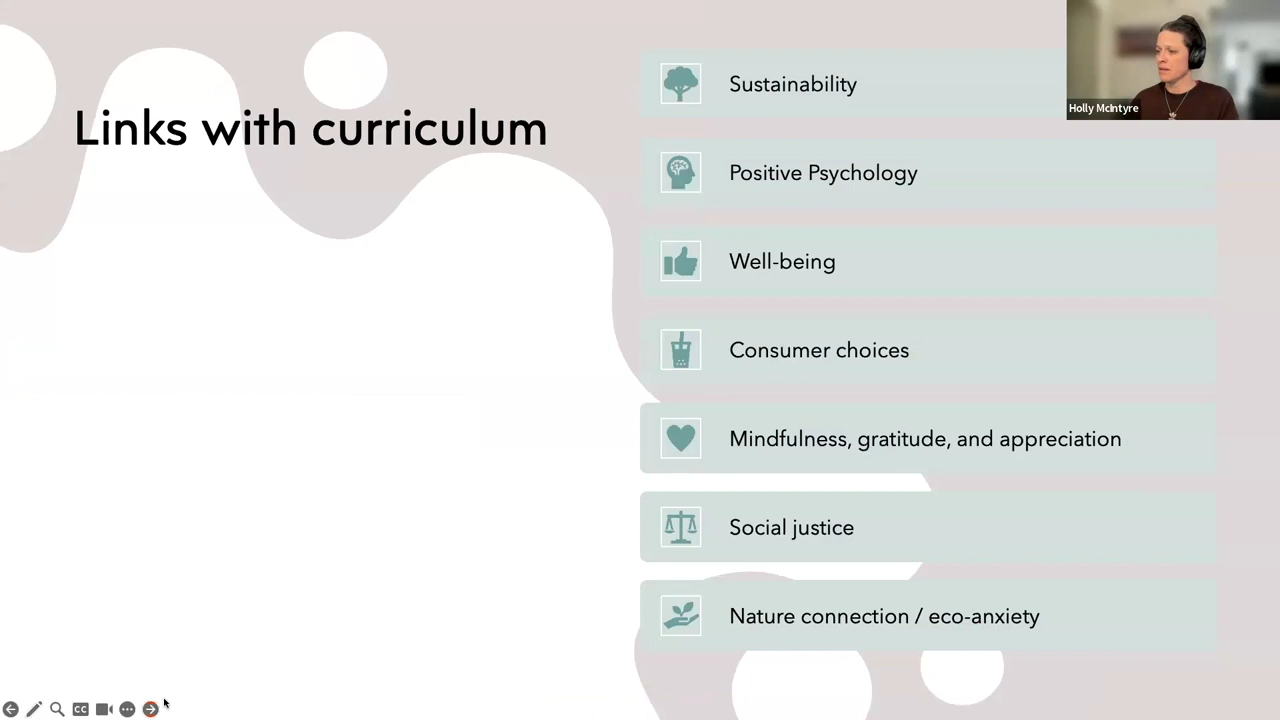 Links with curriculum
Sustainability
Holly McIntyre
Positive Psychology
Well-being
Consumer choices
Mindfulness, gratitude, and appreciation
Social justice
Nature connection / eco-anxiety
CC